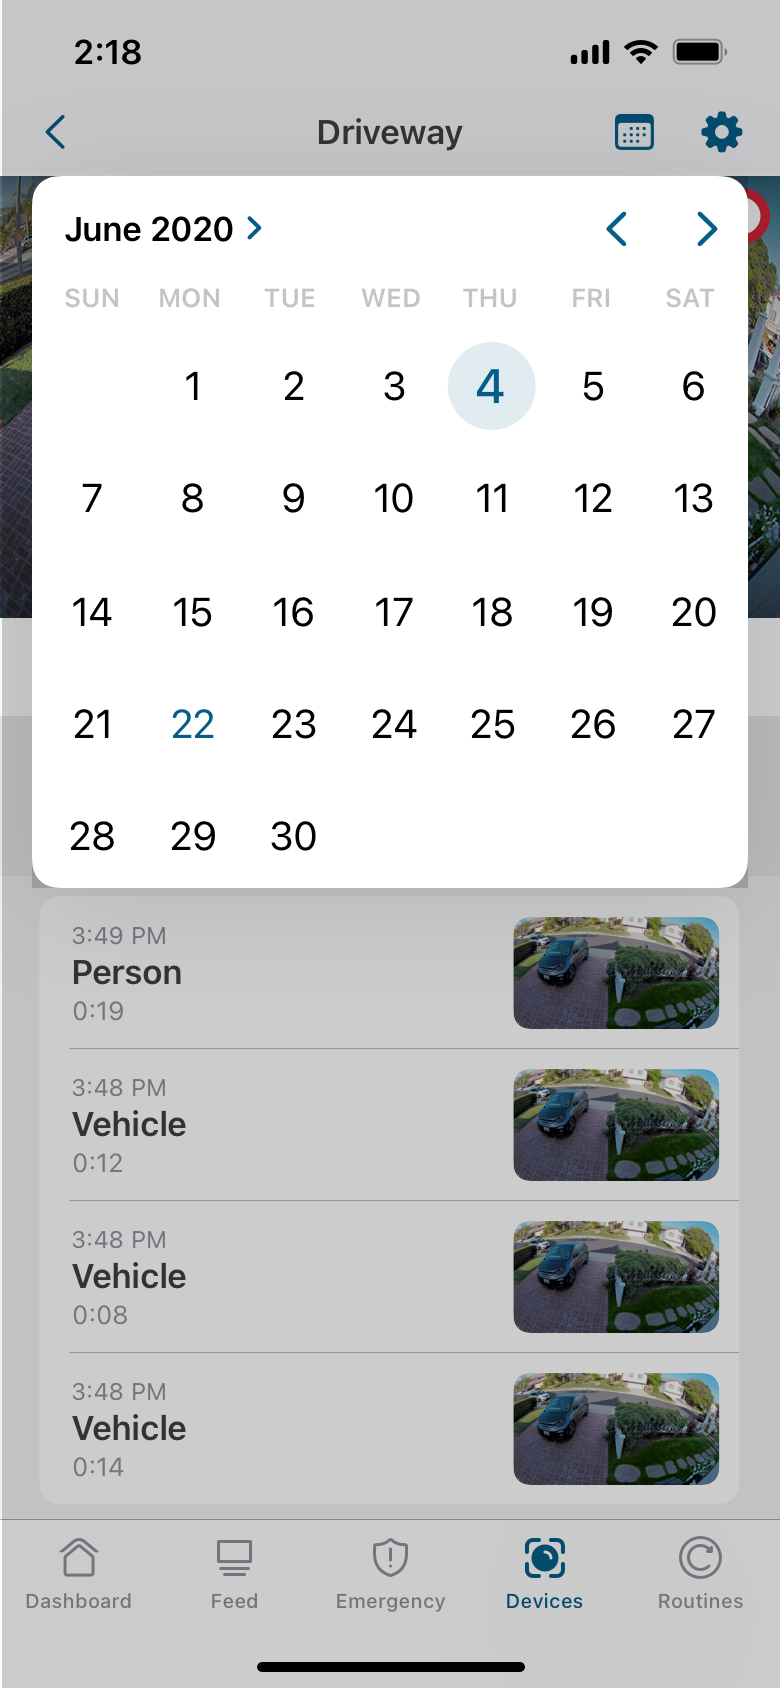 2:18
Driveway
June 2020
SUN MON TUE WED THU FRI SAT
1 2 3 4 5 6
7 8 9 10 11 12 13
14 15 16 17 18 19 20
21 22 23 24 25 26 27
28 29 30
3:49 PM
Person
0:19
3:48 PM
Vehicle
0:12
3:48 PM
Vehicle
0:08
3:48 PM
Vehicle
0:14
Dashboard Feed Emergency Devices Routines